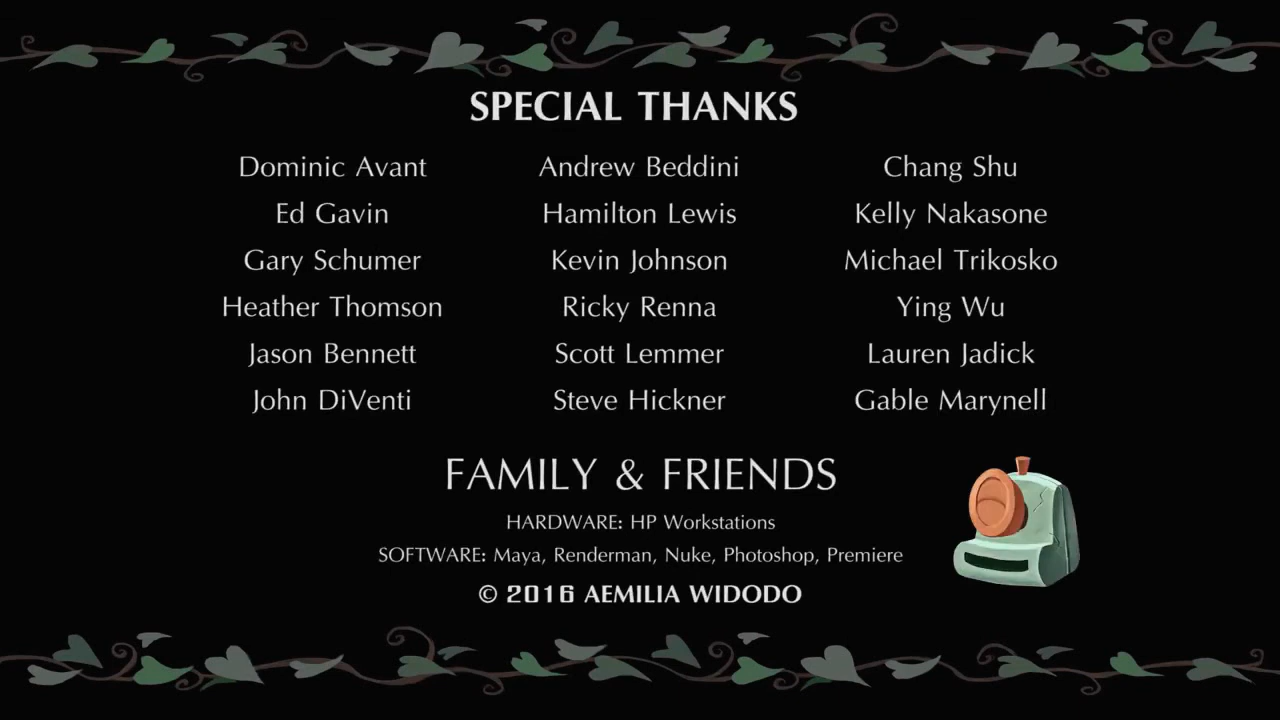 SPECIAL THANKS
Dominic Avant Andrew Beddini Chang Shu
Ed Gavin Hamilton Lewis Kelly Nakasone
Gary Schumer Kevin Johnson Michael Trikosko
Heather Thomson Ricky Renna Ying Wu
Jason Bennett Scott Lemmer Lauren Jadick
John DiVenti Steve Hickner Gable Marynell
FAMILY & FRIENDS
HARDWARE: HP Workstations
SOFTWARE: Maya, Renderman, Nuke, Photoshop, Premiere
© 2016 AEMILIA WIDODO